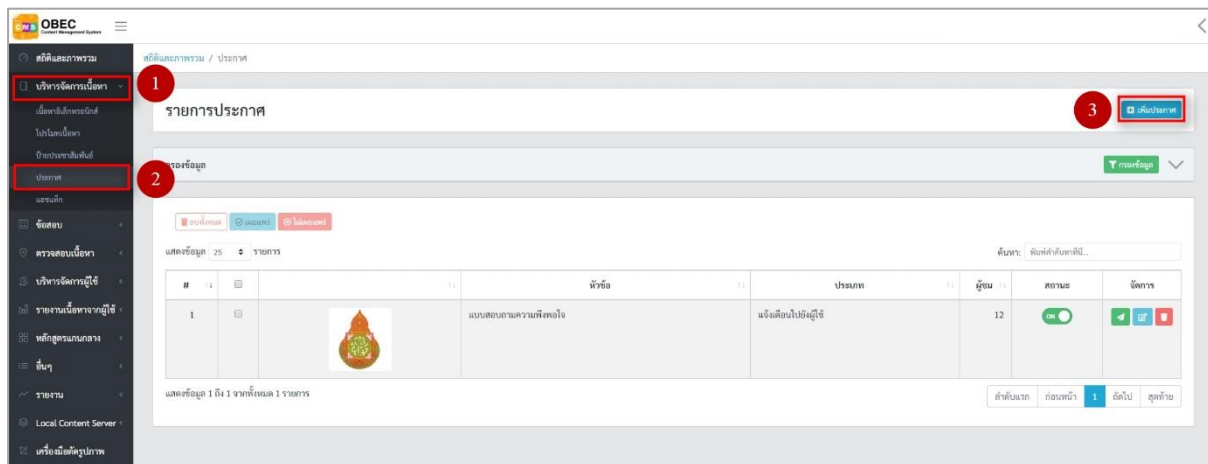 CMS OBEC
Content Management System
สถิติและภาพรวม
บริหารจัดการเนื้อหา
เนื้อหาอิเล็กทรอนิกส์
โปรโมทเนื้อหา
ป้ายประชาสัมพันธ์
ประกาศ
แฮชแท็ก
ข้อสอบ
ตรวจสอบเนื้อหา
บริหารจัดการผู้ใช้
รายงานเนื้อหาจากผู้ใช้
หลักสูตรแกนกลาง
อื่นๆ
รายงาน
Local Content Server
เครื่องมือตัดรูปภาพ
1
2
สถิติและภาพรวม / ประกาศ
รายการประกาศ
3
เพิ่มประกาศ
กรองข้อมูล
กรองข้อมูล
ลบทั้งหมด เผยแพร่ ไม่เผยแพร่
แสดงข้อมูล 25 รายการ
ค้นหา: พิมพ์คำค้นหาที่นี่...
# หัวข้อ ประเภท ผู้ชม สถานะ จัดการ
1 แบบสอบถามความพึงพอใจ แจ้งเตือนไปยังผู้ใช้ 12 ON
แสดงข้อมูล 1 ถึง 1 จากทั้งหมด 1 รายการ
ลำดับแรก ก่อนหน้า 1 ถัดไป สุดท้าย